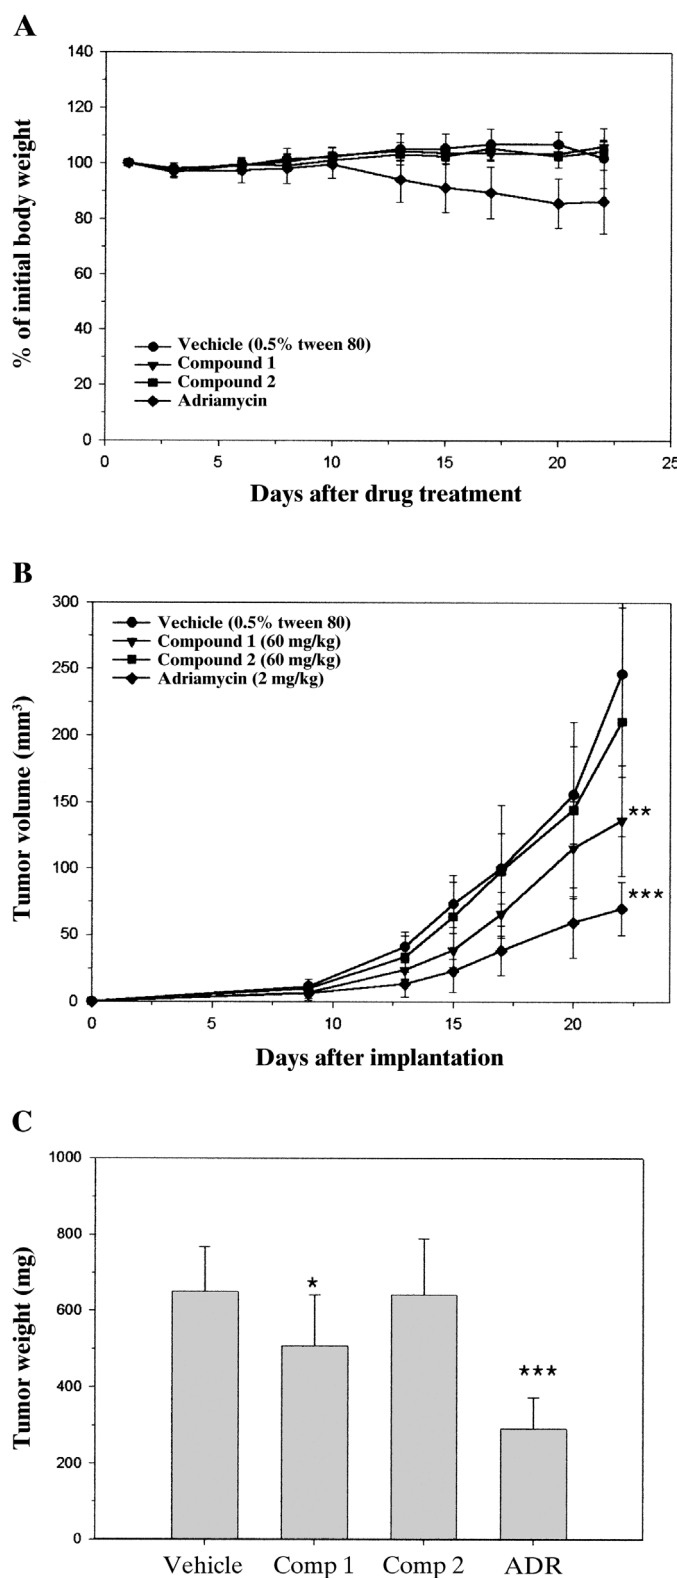 A
140
120
100
80
60
40
20
0
% of initial body weight
Vechicle (0.5% tween 80)
Compound 1
Compound 2
Adriamycin
0 5 10 15 20 25
Days after drug treatment
B
300
250
200
150
100
50
0
Tumor volume (mm³)
Vechicle (0.5% tween 80)
Compound 1 (60 mg/kg)
Compound 2 (60 mg/kg)
Adriamycin (2 mg/kg)
**
***
0 5 10 15 20
Days after implantation
C
1000
800
600
400
200
0
Tumor weight (mg)
*
***
Vehicle Comp 1 Comp 2 ADR